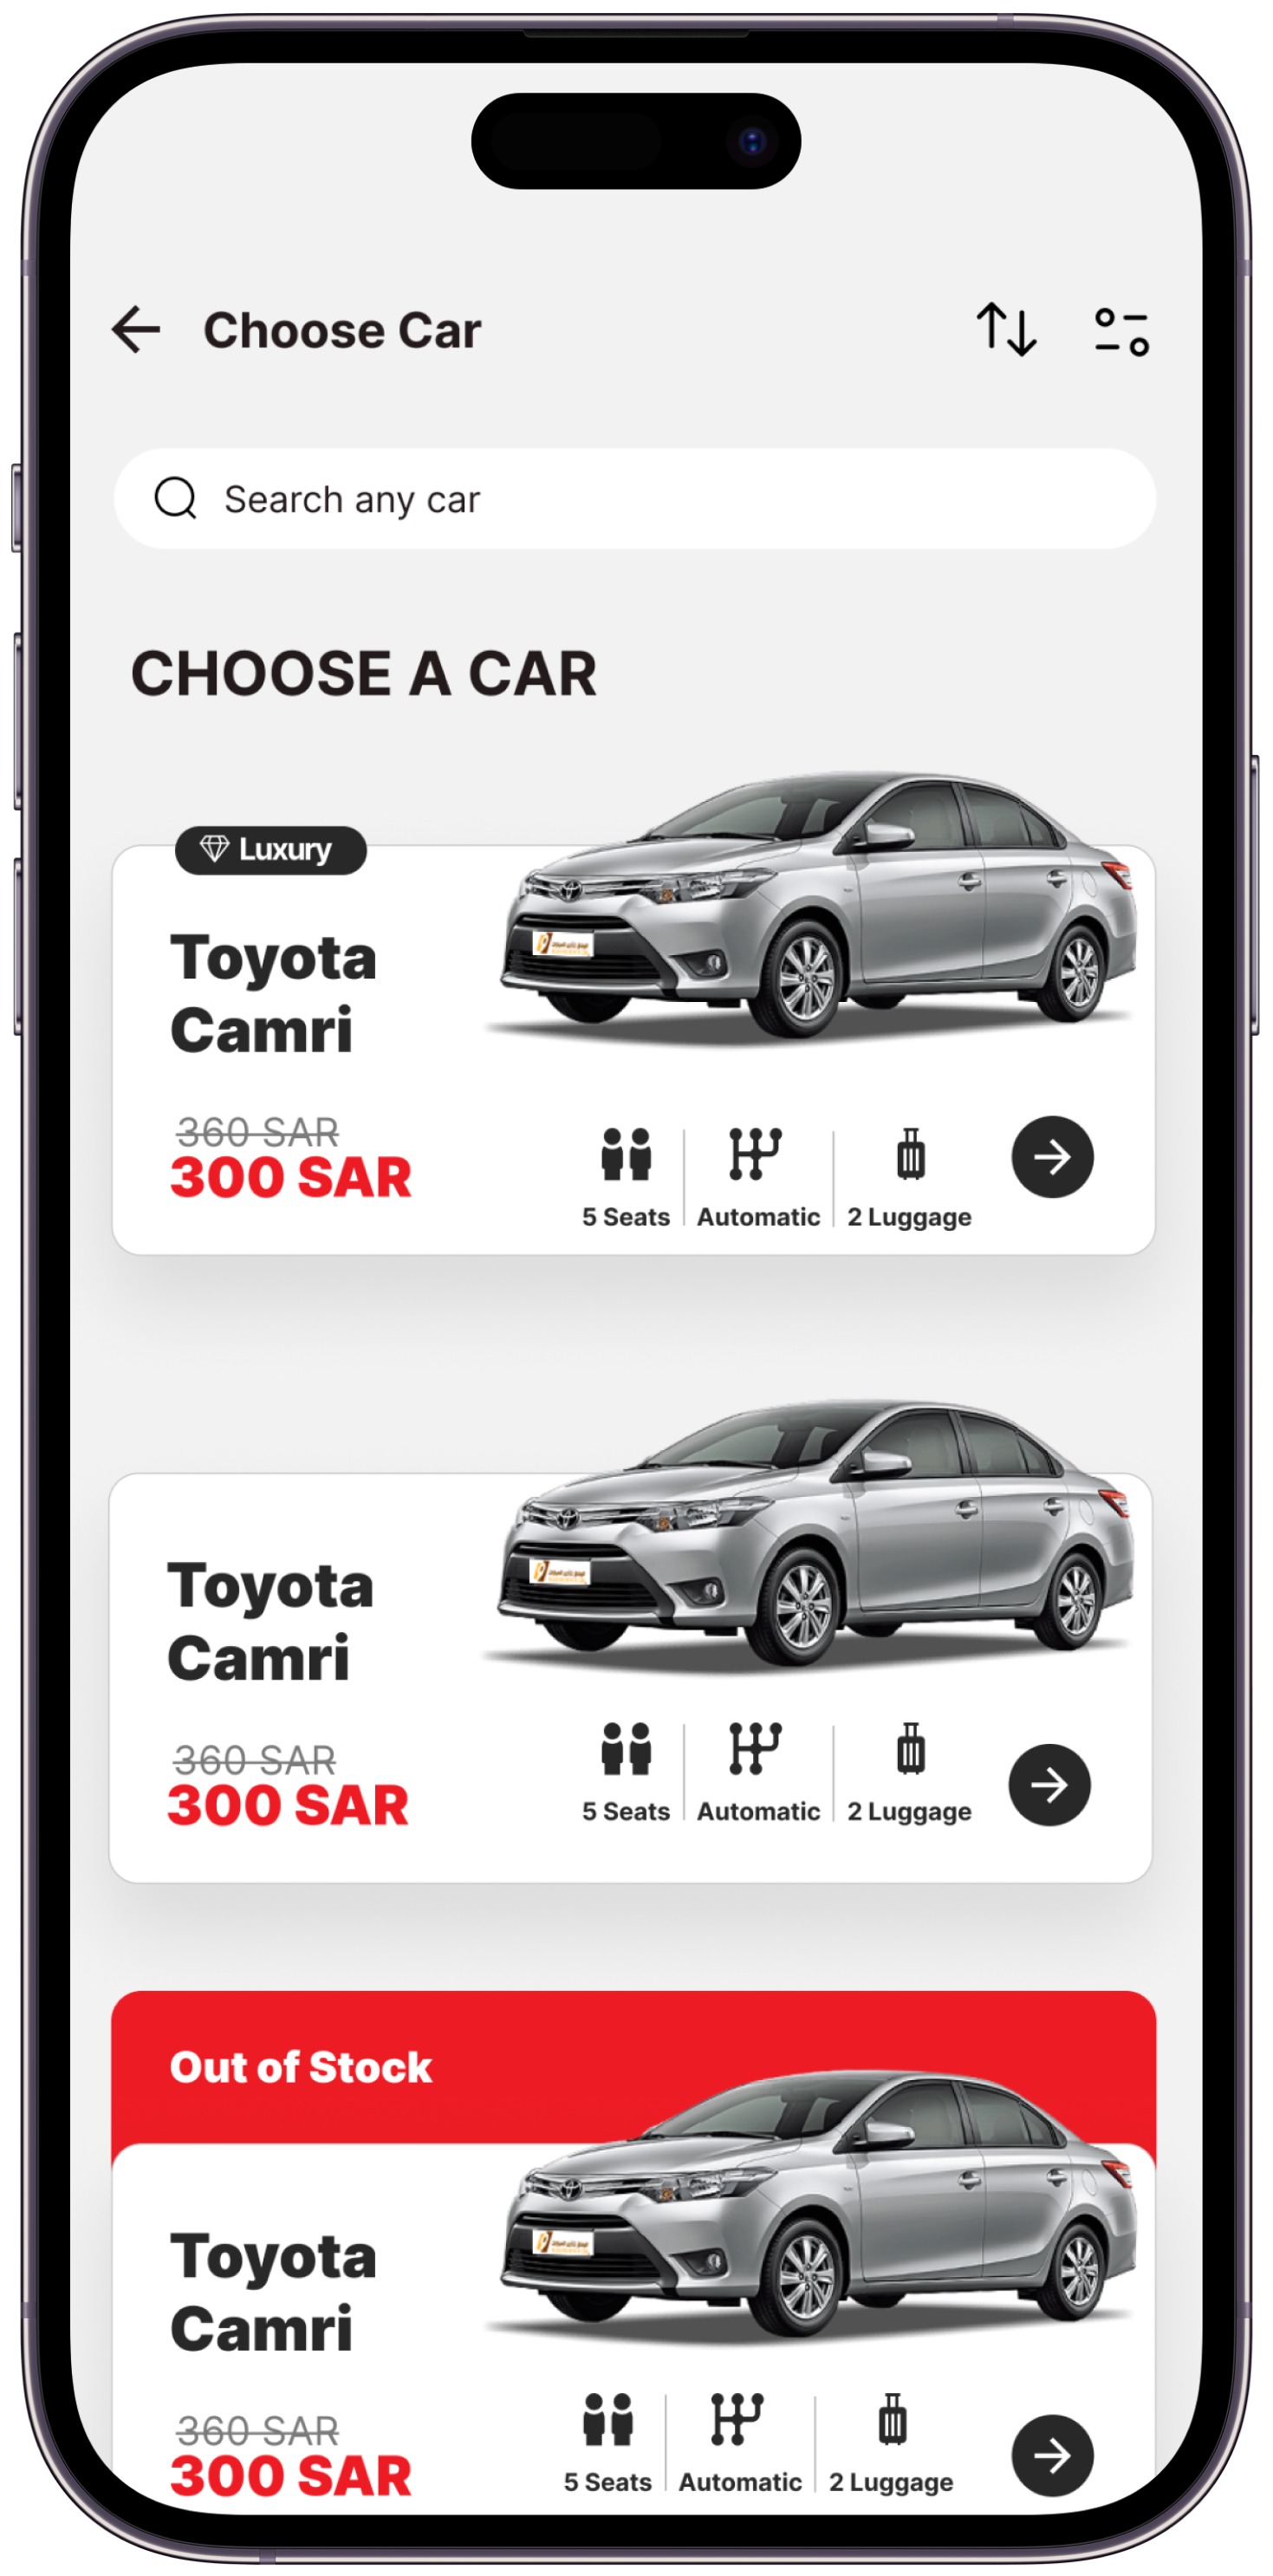 Choose Car
Search any car
CHOOSE A CAR
Luxury
Toyota
Camri
360 SAR
300 SAR
5 Seats
Automatic
2 Luggage
Toyota
Camri
360 SAR
300 SAR
5 Seats
Automatic
2 Luggage
Out of Stock
Toyota
Camri
360 SAR
300 SAR
5 Seats
Automatic
2 Luggage